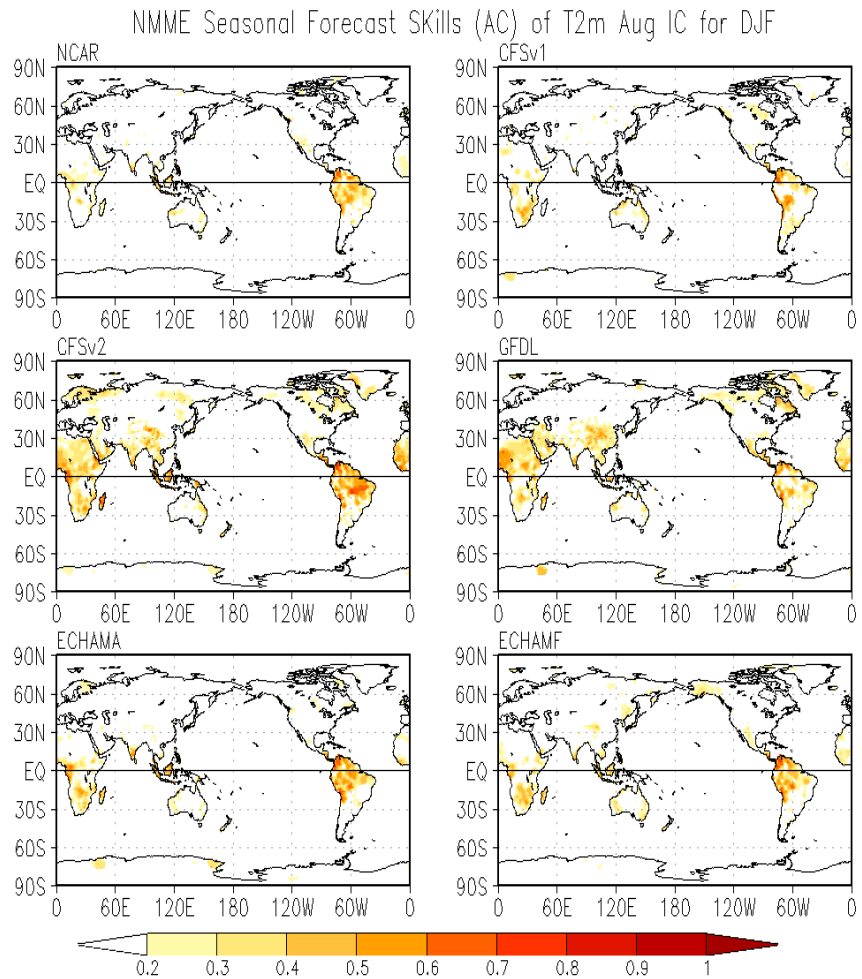 NMME Seasonal Forecast SKills (AC) of T2m Aug IC for DJF
NCAR
90N
60N
30N
EQ
30S
60S
90S
0 60E 120E 180 120W 60W 0
CFSv1
90N
60N
30N
EQ
30S
60S
90S
0 60E 120E 180 120W 60W 0
CFSv2
90N
60N
30N
EQ
30S
60S
90S
0 60E 120E 180 120W 60W 0
GFDL
90N
60N
30N
EQ
30S
60S
90S
0 60E 120E 180 120W 60W 0
ECHAMA
90N
60N
30N
EQ
30S
60S
90S
0 60E 120E 180 120W 60W 0
ECHAMF
90N
60N
30N
EQ
30S
60S
90S
0 60E 120E 180 120W 60W 0
0.2 0.3 0.4 0.5 0.6 0.7 0.8 0.9 1